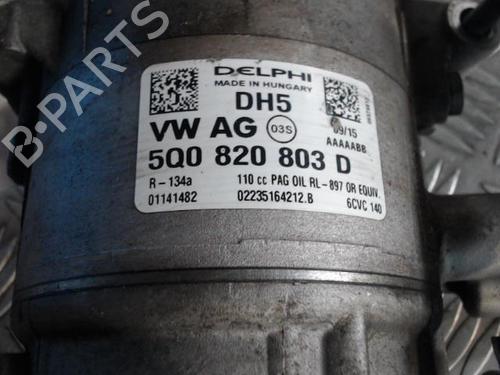 DELPHI
MADE IN HUNGARY
DH5
VW AG 03S 09/15
AAAAABB
5Q0 820 803 D
R-134a 110 cc PAG OIL RL-897 OR EQUIV.
01141482 02235164212.B 6CVC 140
B-PARTS